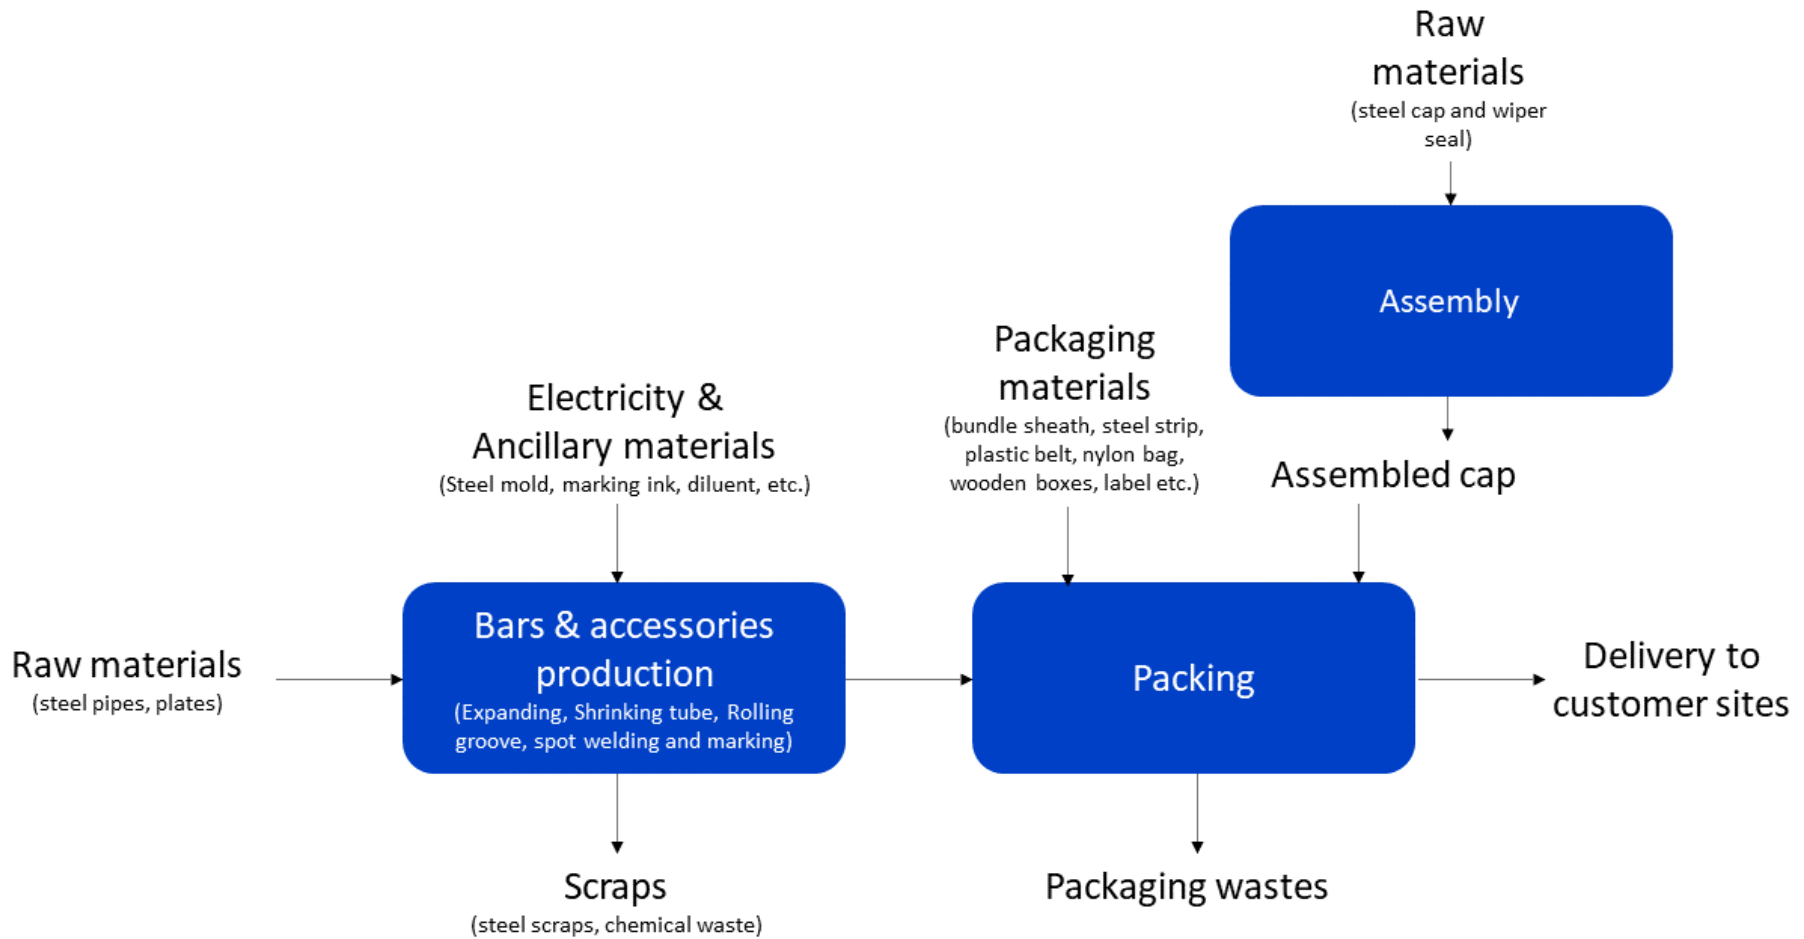 Raw
materials
(steel cap and wiper
seal)
Assembly
Packaging
materials
(bundle sheath, steel strip,
plastic belt, nylon bag,
wooden boxes, label etc.)
Electricity &
Ancillary materials
(Steel mold, marking ink, diluent, etc.)
Assembled cap
Raw materials
(steel pipes, plates)
Bars & accessories
production
(Expanding, Shrinking tube, Rolling
groove, spot welding and marking)
Packing
Delivery to
customer sites
Scraps
(steel scraps, chemical waste)
Packaging wastes